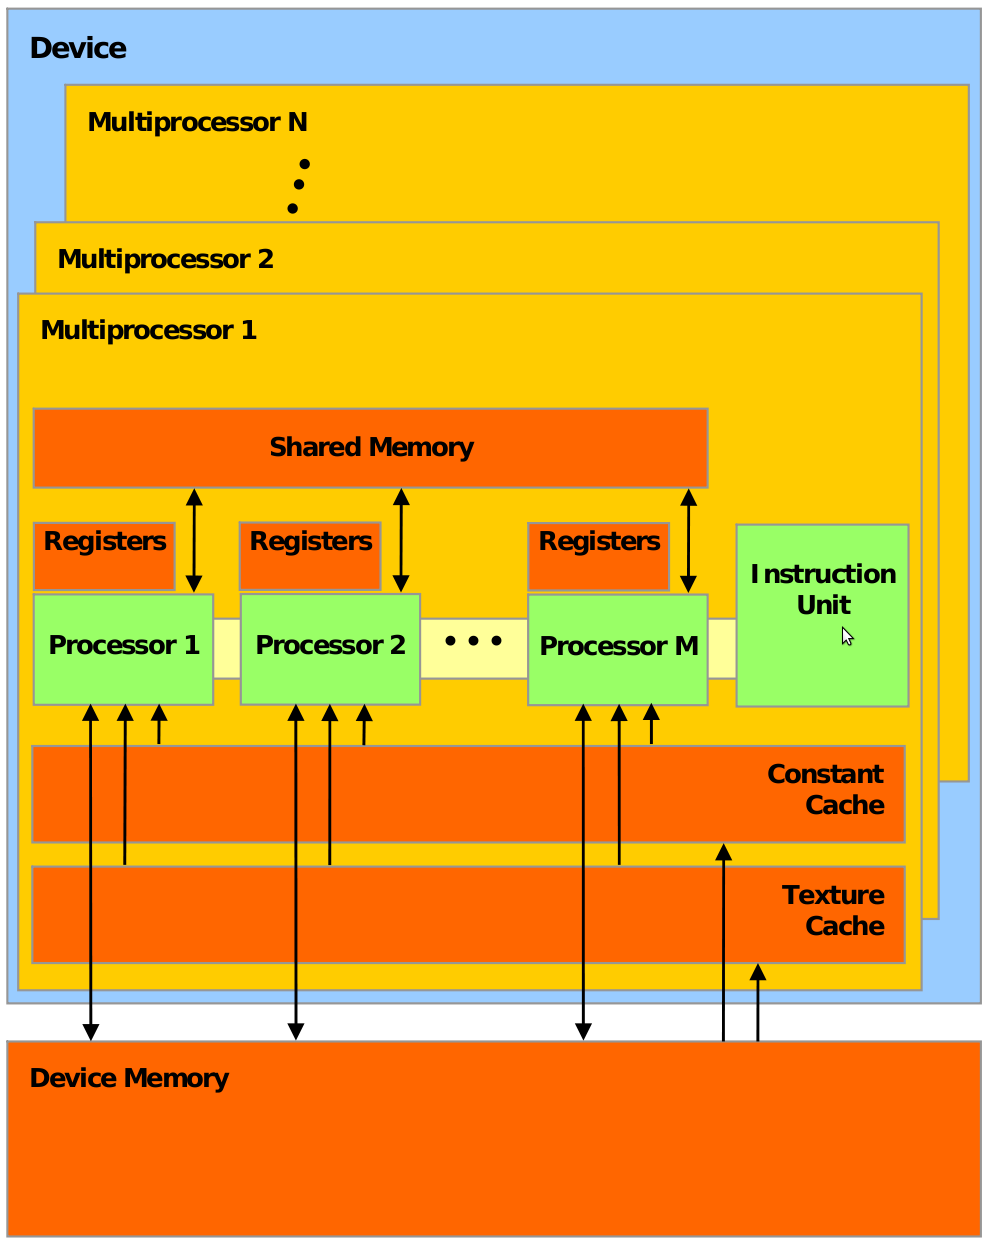 Device
Multiprocessor N
Multiprocessor 2
Multiprocessor 1
Shared Memory
Registers
Registers
Registers
Instruction
Unit
Processor 1
Processor 2
Processor M
Constant
Cache
Texture
Cache
Device Memory